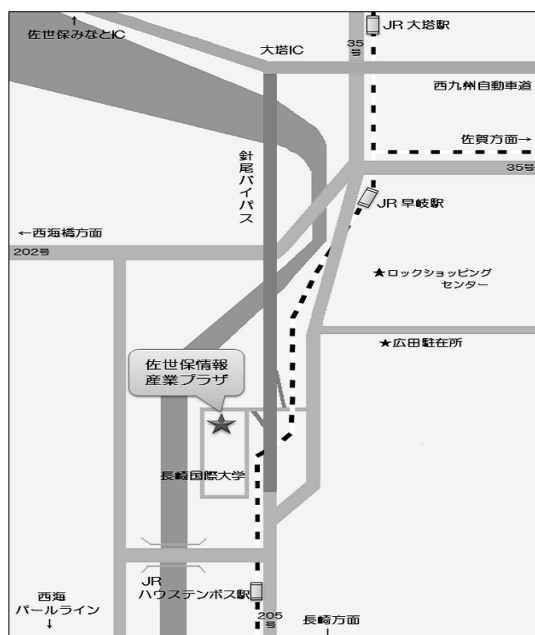 ↑
佐世保みなとIC
大塔IC
35
号
JR 大塔駅
西九州自動車道
佐賀方面→
35号
針尾バイパス
JR 早岐駅
←西海橋方面
202号
★ロックショッピング
センター
★広田駐在所
佐世保情報
産業プラザ
長崎国際大学
JR
ハウステンボス駅
西海
パールライン
↓
205
号
長崎方面
↓